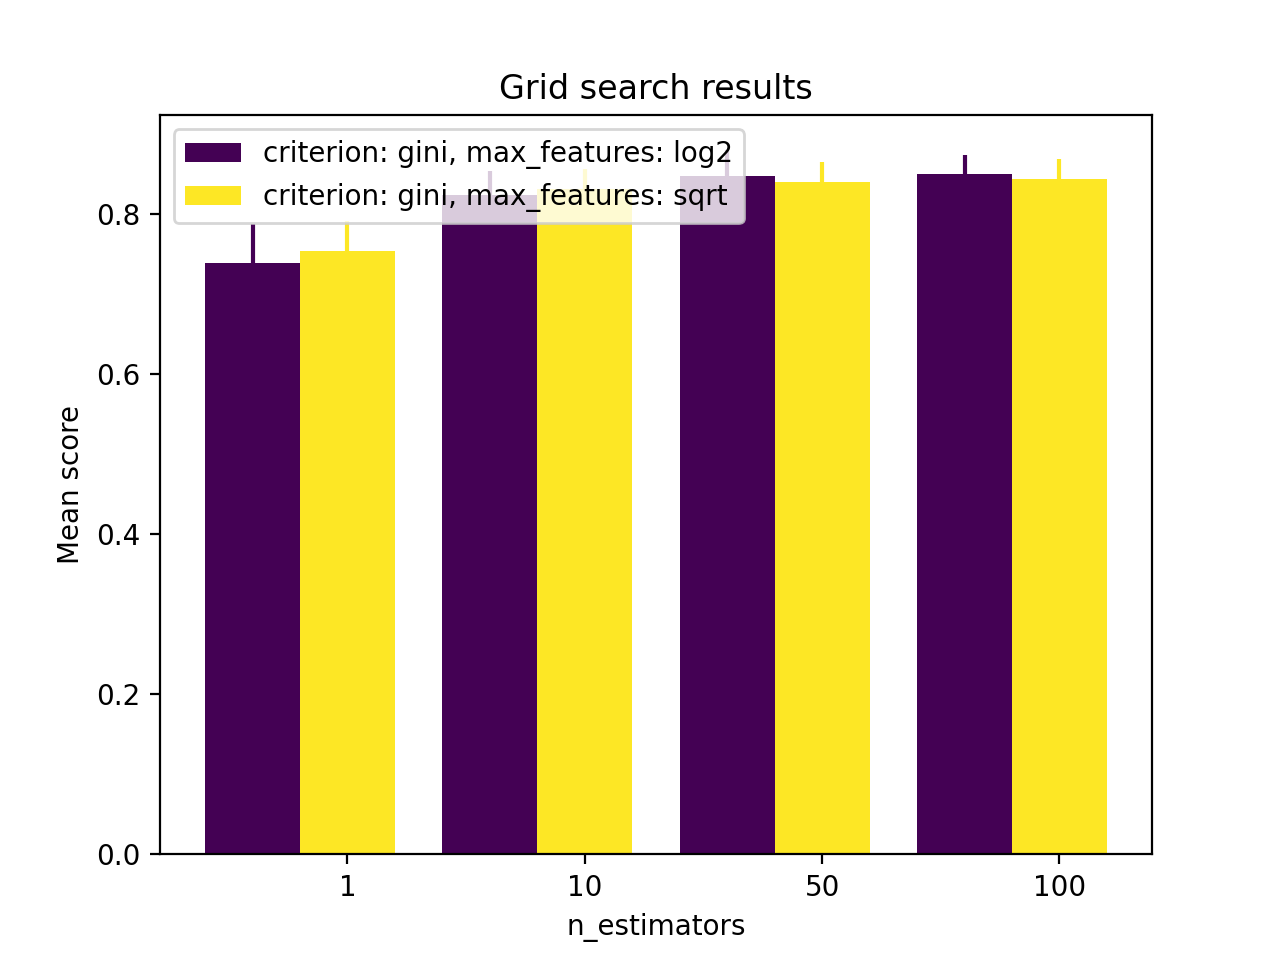 Grid search results
criterion: gini, max_features: log2
criterion: gini, max_features: sqrt
0.8
0.6
0.4
0.2
0.0
Mean score
1 10 50 100
n_estimators